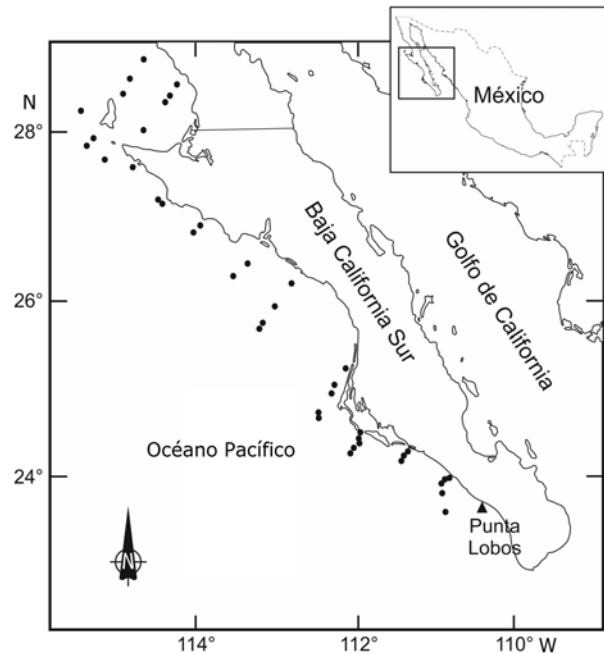 México
N
28°
26°
24°
Baja California Sur
Golfo de California
Océano Pacífico
Punta
Lobos
N
114°
112°
110° W